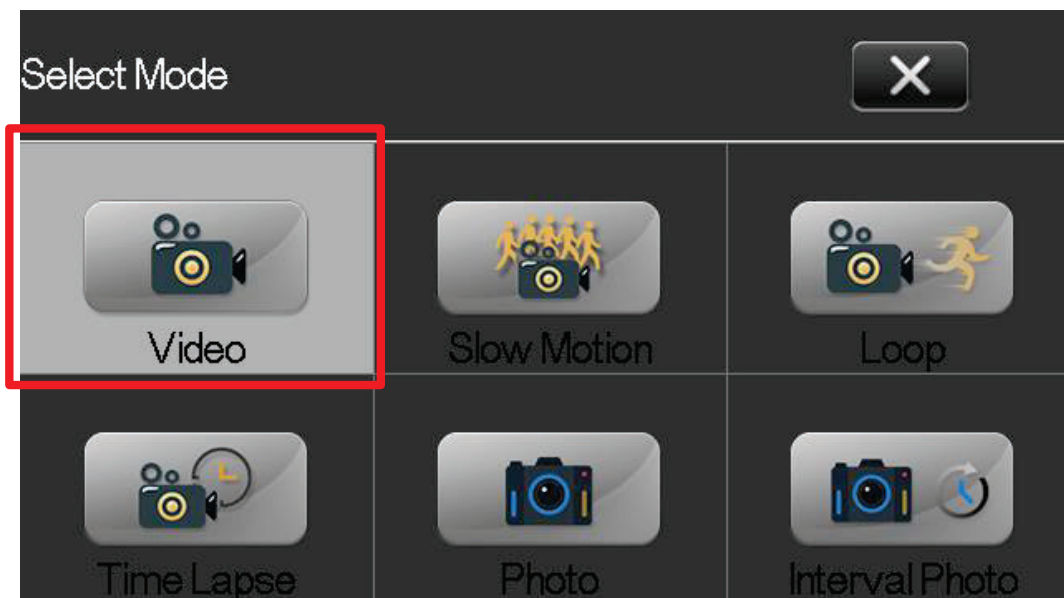 Select Mode
Video
Slow Motion
Loop
Time Lapse
Photo
Interval Photo